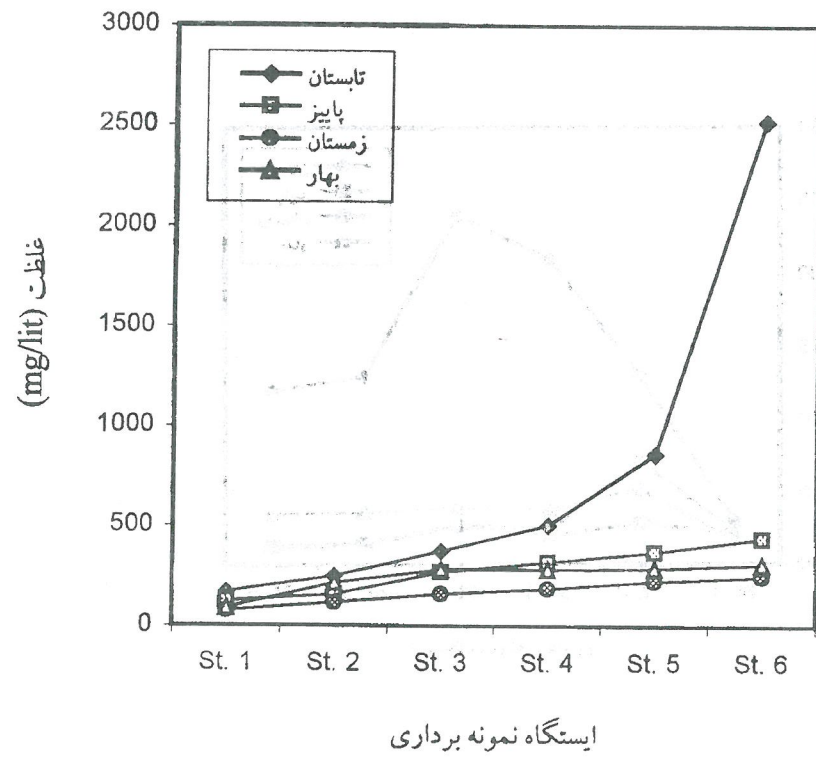 3000
2500
2000
1500
1000
500
0
تابستان
پاییز
زمستان
بهار
غلظت (mg/lit)
St. 1 St. 2 St. 3 St. 4 St. 5 St. 6
ایستگاه نمونه برداری